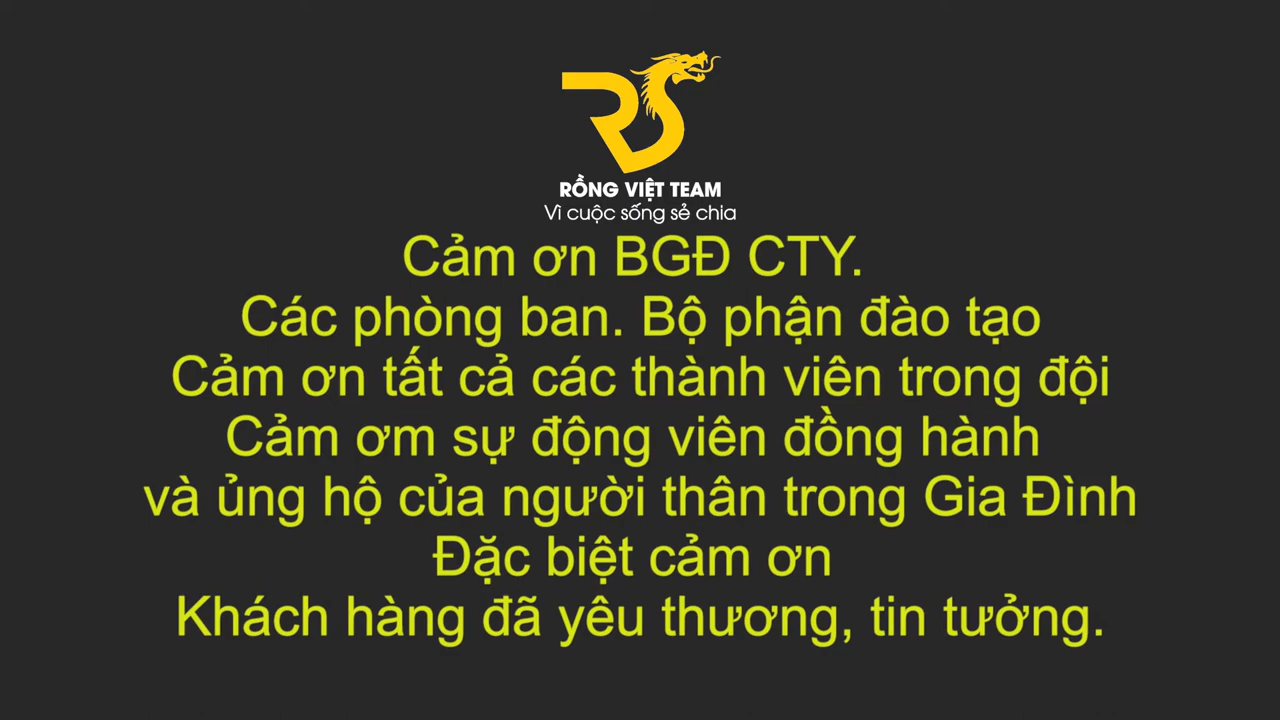 RỒNG VIỆT TEAM
Vì cuộc sống sẻ chia
Cảm ơn BGĐ CTY.
Các phòng ban. Bộ phận đào tạo
Cảm ơn tất cả các thành viên trong đội
Cảm ơm sự động viên đồng hành
và ủng hộ của người thân trong Gia Đình
Đặc biệt cảm ơn
Khách hàng đã yêu thương, tin tưởng.